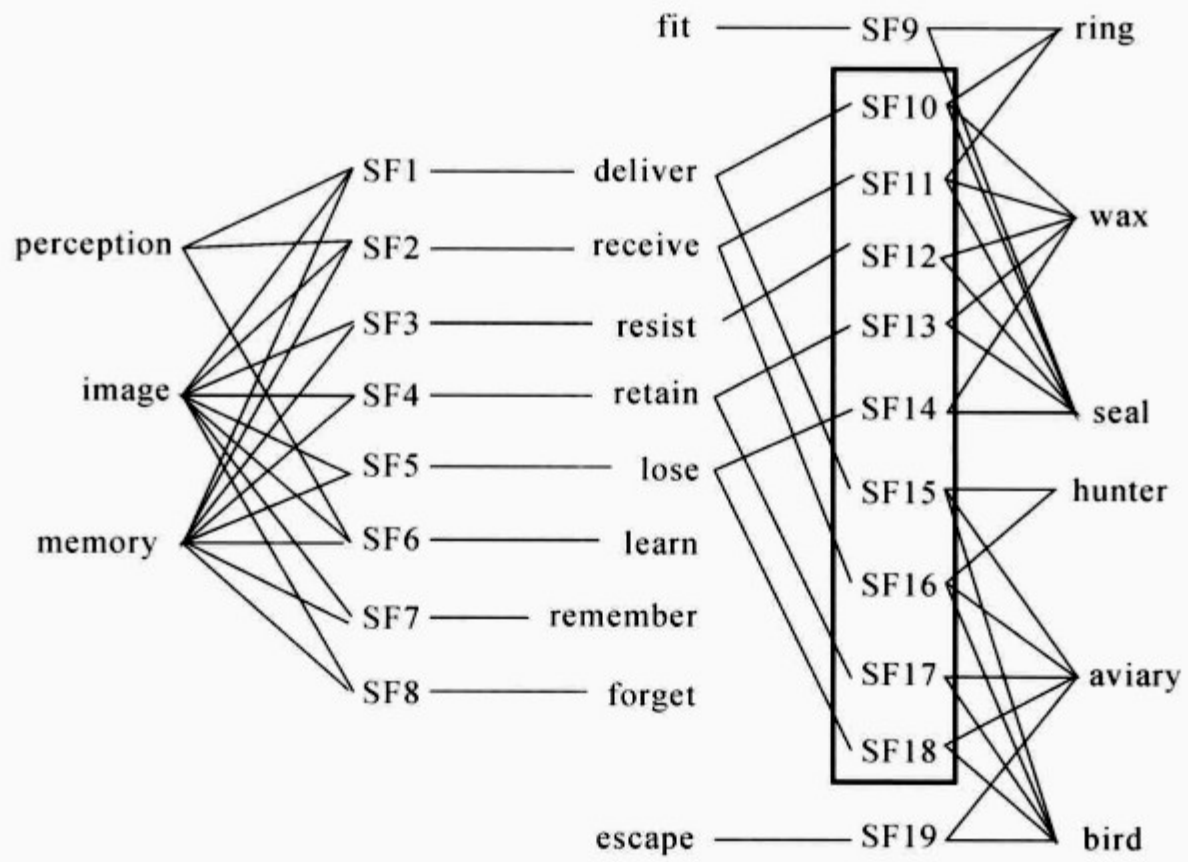 fit SF9 ring
SF10
SF1 deliver
SF11
wax
perception SF2 receive
SF12
SF3 resist
SF13
image SF4 retain
SF14 seal
SF5 lose
SF15 hunter
memory SF6 learn
SF16
SF7 remember
SF17 aviary
SF8 forget
SF18
escape SF19 bird